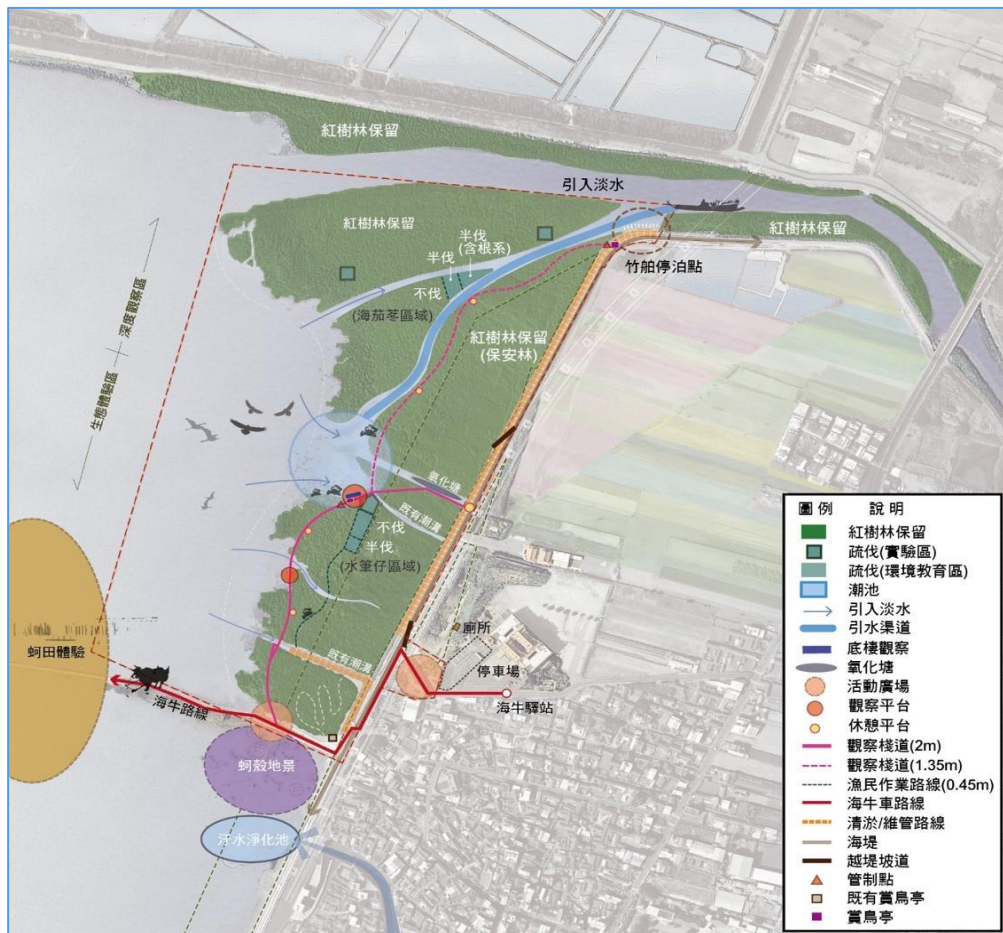 紅樹林保留
引入淡水
紅樹林保留
紅樹林保留
半伐
(含根系)
半伐
不伐
(海茄苳區域)
竹舢停泊點
深度觀察區
生態體驗區
紅樹林保留
(保安林)
氧化塘
既有潮溝
不伐
半伐
(水筆仔區域)
蚵田體驗
既有潮溝
廁所
停車場
海牛驛站
海牛路線
蚵殼地景
汙水淨化池
圖例 說明
紅樹林保留
疏伐(實驗區)
疏伐(環境教育區)
潮池
引入淡水
引水渠道
底棲觀察
氧化塘
活動廣場
觀察平台
休憩平台
觀察棧道(2m)
觀察棧道(1.35m)
漁民作業路線(0.45m)
海牛車路線
清淤/維管路線
海堤
越堤坡道
管制點
既有賞鳥亭
賞鳥亭